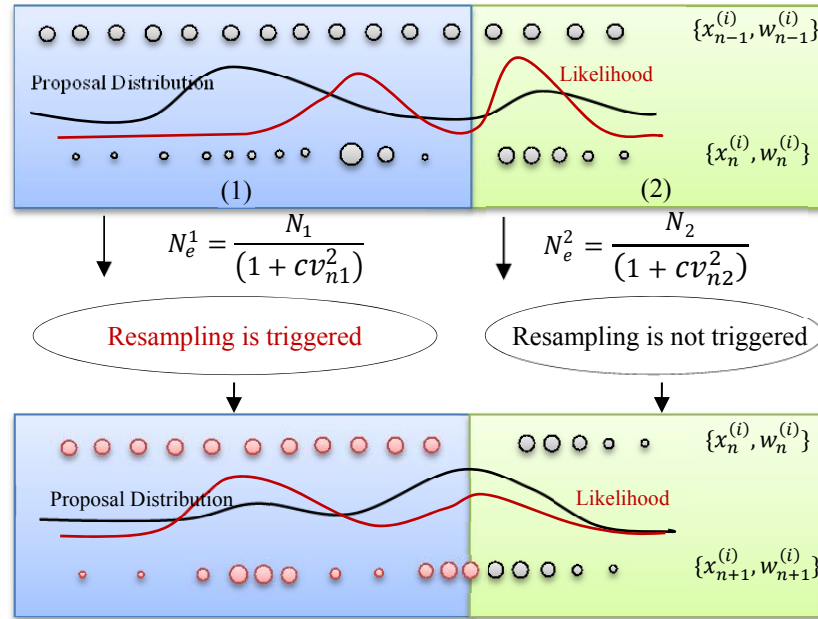 {x_{n-1}^{(i)}, w_{n-1}^{(i)}}
Proposal Distribution
Likelihood
{x_n^{(i)}, w_n^{(i)}}
(1)
(2)
N_e^1 = N_1 / (1 + cv_{n1}^2)
N_e^2 = N_2 / (1 + cv_{n2}^2)
Resampling is triggered
Resampling is not triggered
{x_n^{(i)}, w_n^{(i)}}
Proposal Distribution
Likelihood
{x_{n+1}^{(i)}, w_{n+1}^{(i)}}